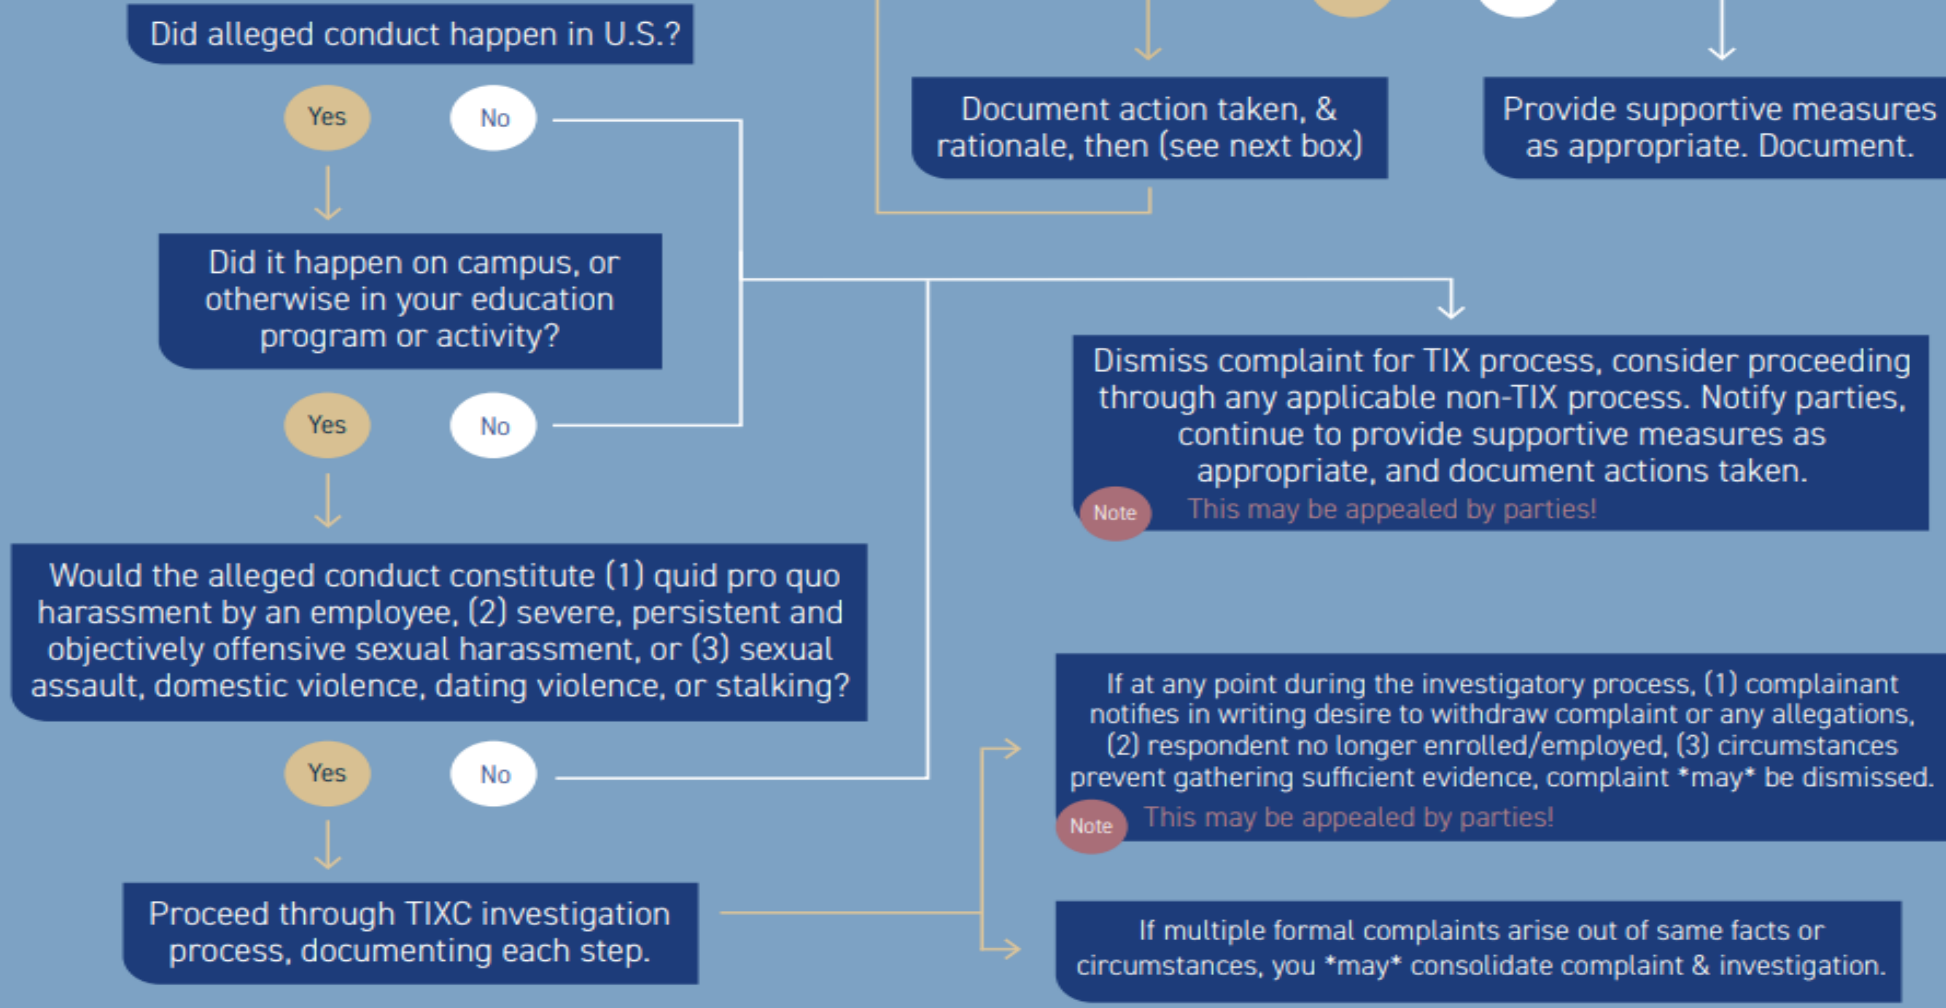 Did alleged conduct happen in U.S.?
Yes
No
Did it happen on campus, or
otherwise in your education
program or activity?
Yes
No
Would the alleged conduct constitute (1) quid pro quo
harassment by an employee, (2) severe, persistent and
objectively offensive sexual harassment, or (3) sexual
assault, domestic violence, dating violence, or stalking?
Yes
No
Proceed through TIXC investigation
process, documenting each step.
Document action taken, &
rationale, then (see next box)
Provide supportive measures
as appropriate. Document.
Dismiss complaint for TIX process, consider proceeding
through any applicable non-TIX process. Notify parties,
continue to provide supportive measures as
appropriate, and document actions taken.
Note
This may be appealed by parties!
If at any point during the investigatory process, (1) complainant
notifies in writing desire to withdraw complaint or any allegations,
(2) respondent no longer enrolled/employed, (3) circumstances
prevent gathering sufficient evidence, complaint *may* be dismissed.
Note
This may be appealed by parties!
If multiple formal complaints arise out of same facts or
circumstances, you *may* consolidate complaint & investigation.